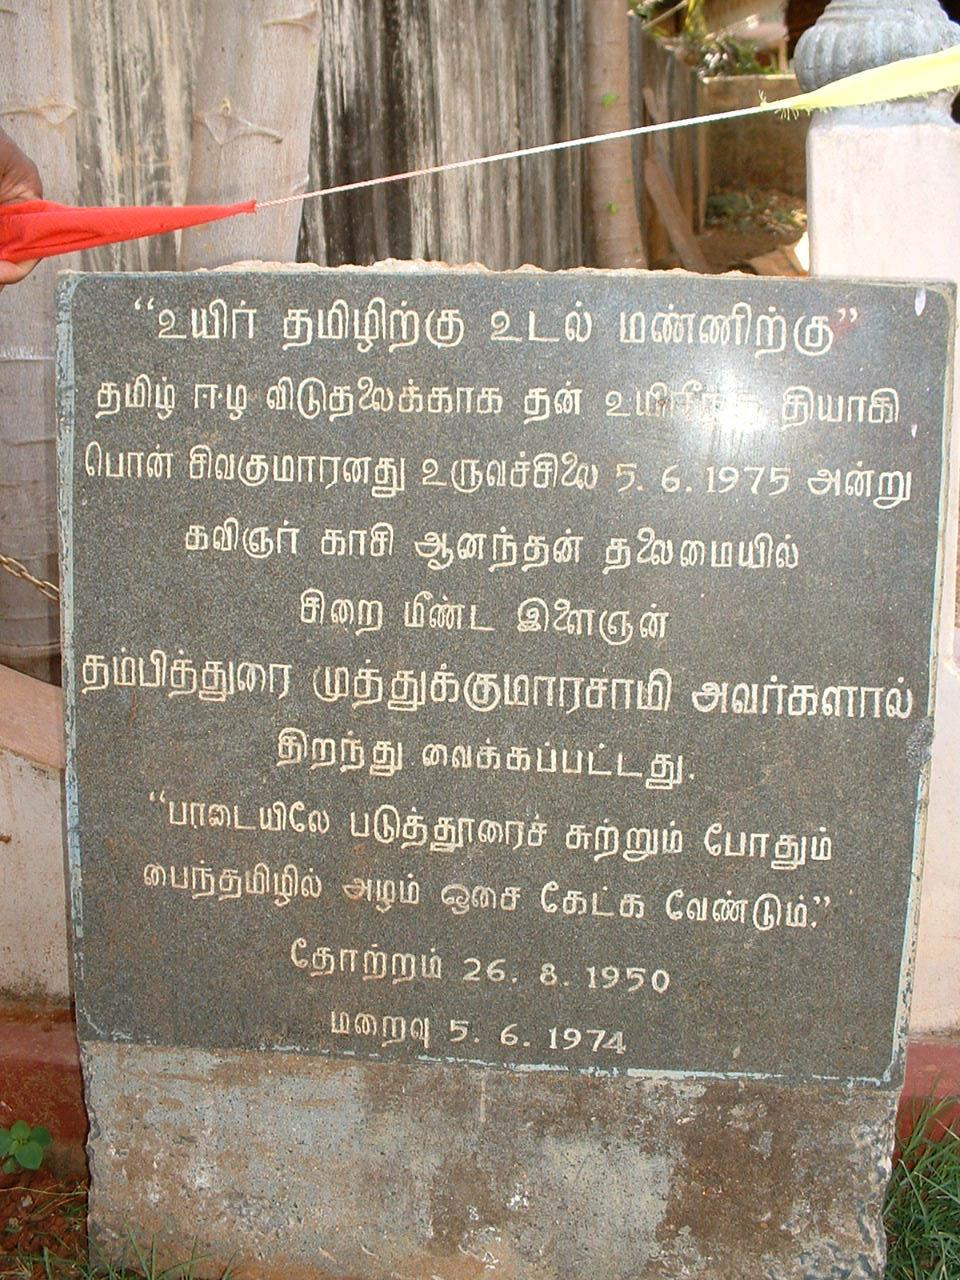 “உயிர் தமிழிற்கு உடல் மண்ணிற்கு”
தமிழ் ஈழ விடுதலைக்காக தன் உயிரீந்த தியாகி
பொன் சிவகுமாரனது உருவச்சிலை 5. 6. 1975 அன்று
கவிஞர் காசி ஆனந்தன் தலைமையில்
சிறை மீண்ட இளைஞன்
தம்பித்துரை முத்துக்குமாரசாமி அவர்களால்
திறந்து வைக்கப்பட்டது.
“பாடையிலே படுத்தூரைச் சுற்றும் போதும்
பைந்தமிழில் அழும் ஓசை கேட்க வேண்டும்.”
தோற்றம் 26. 8. 1950
மறைவு 5. 6. 1974